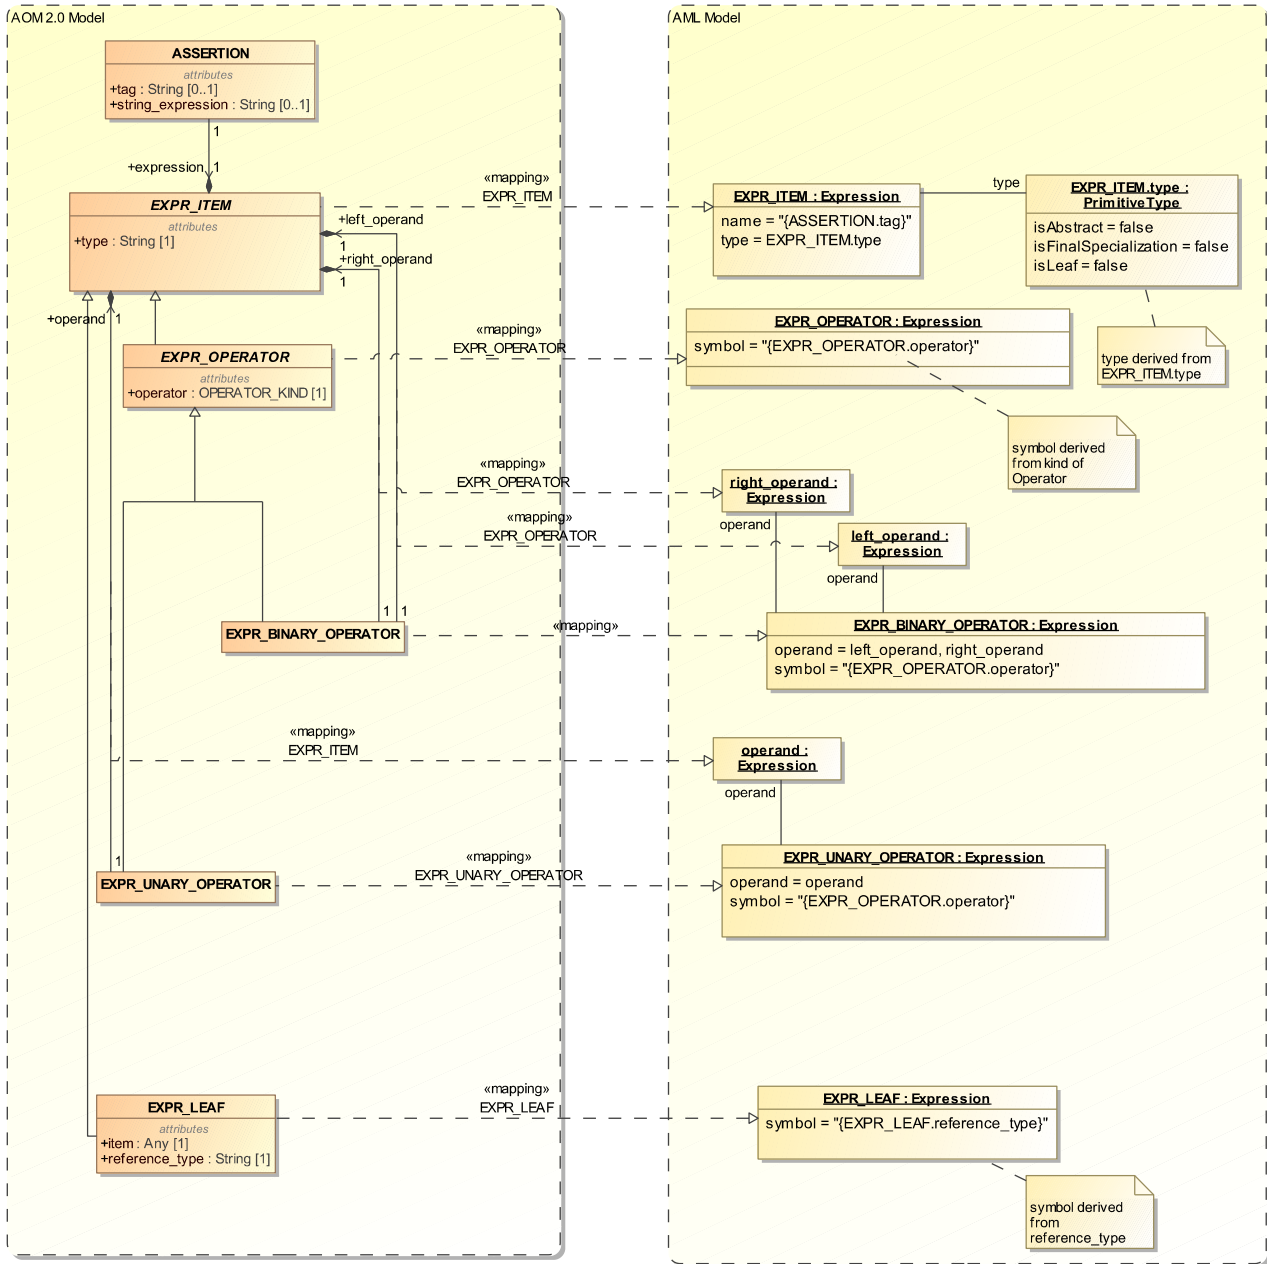 AOM 2.0 Model
ASSERTION
attributes
+tag : String [0..1]
+string_expression : String [0..1]
1
+expression
1
EXPR_ITEM
attributes
+type : String [1]
+left_operand
1
+right_operand
1
+operand
1
EXPR_OPERATOR
attributes
+operator : OPERATOR_KIND [1]
1
1
EXPR_BINARY_OPERATOR
1
EXPR_UNARY_OPERATOR
EXPR_LEAF
attributes
+item : Any [1]
+reference_type : String [1]
«mapping»
EXPR_ITEM
«mapping»
EXPR_OPERATOR
«mapping»
EXPR_OPERATOR
«mapping»
EXPR_OPERATOR
«mapping»
«mapping»
EXPR_ITEM
«mapping»
EXPR_UNARY_OPERATOR
«mapping»
EXPR_LEAF
AML Model
EXPR_ITEM : Expression
name = "{ASSERTION.tag}"
type = EXPR_ITEM.type
type
EXPR_ITEM.type :
PrimitiveType
isAbstract = false
isFinalSpecialization = false
isLeaf = false
type derived from
EXPR_ITEM.type
EXPR_OPERATOR : Expression
symbol = "{EXPR_OPERATOR.operator}"
symbol derived
from kind of
Operator
right_operand :
Expression
operand
left_operand :
Expression
operand
EXPR_BINARY_OPERATOR : Expression
operand = left_operand, right_operand
symbol = "{EXPR_OPERATOR.operator}"
operand :
Expression
operand
EXPR_UNARY_OPERATOR : Expression
operand = operand
symbol = "{EXPR_OPERATOR.operator}"
EXPR_LEAF : Expression
symbol = "{EXPR_LEAF.reference_type}"
symbol derived
from
reference_type